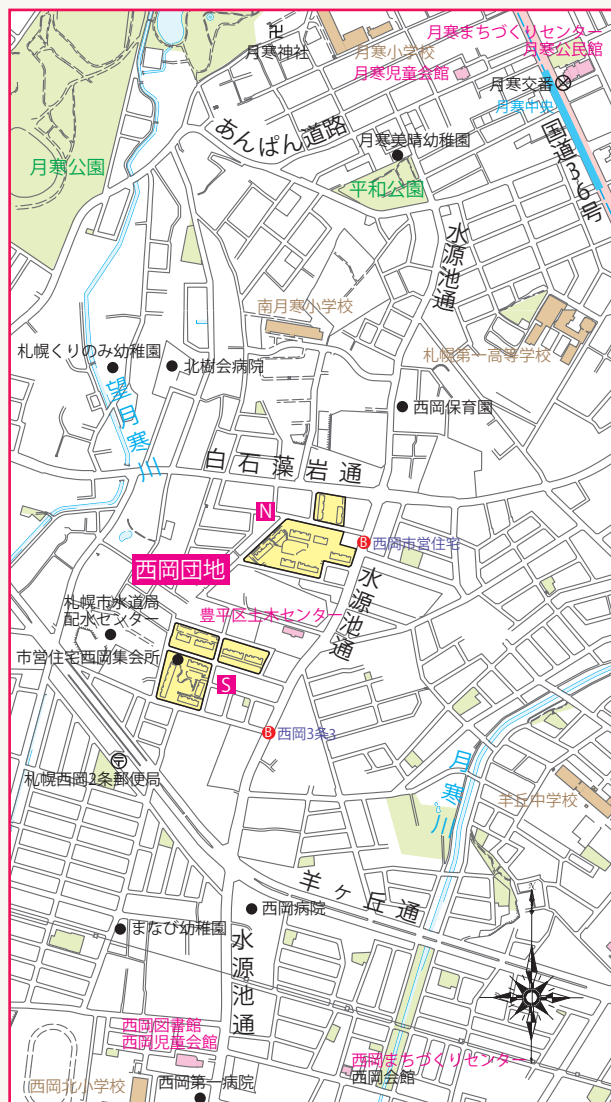 月寒まちづくりセンター
月寒公民館
月寒小学校
月寒神社
月寒児童会館
月寒交番
月寒中央
国道36号
あんぱん道路
月寒美晴幼稚園
月寒公園
平和公園
水源池通
南月寒小学校
札幌第一高等学校
札幌くりのみ幼稚園
北樹会病院
望月寒川
西岡保育園
白石藻岩通
N
B 西岡市営住宅
西岡団地
水源池通
札幌市水道局
配水センター
豊平区土木センター
市営住宅西岡集会所
S
B 西岡3条3
月寒川
札幌西岡2条郵便局
羊丘中学校
羊ヶ丘通
西岡病院
まなび幼稚園
水源池通
西岡図書館
西岡児童会館
西岡まちづくりセンター
西岡会館
西岡北小学校
西岡第一病院